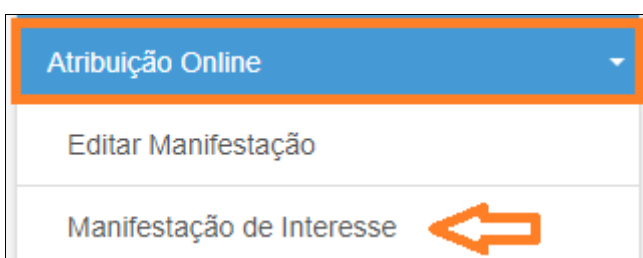 Atribuição Online
Editar Manifestação
Manifestação de Interesse